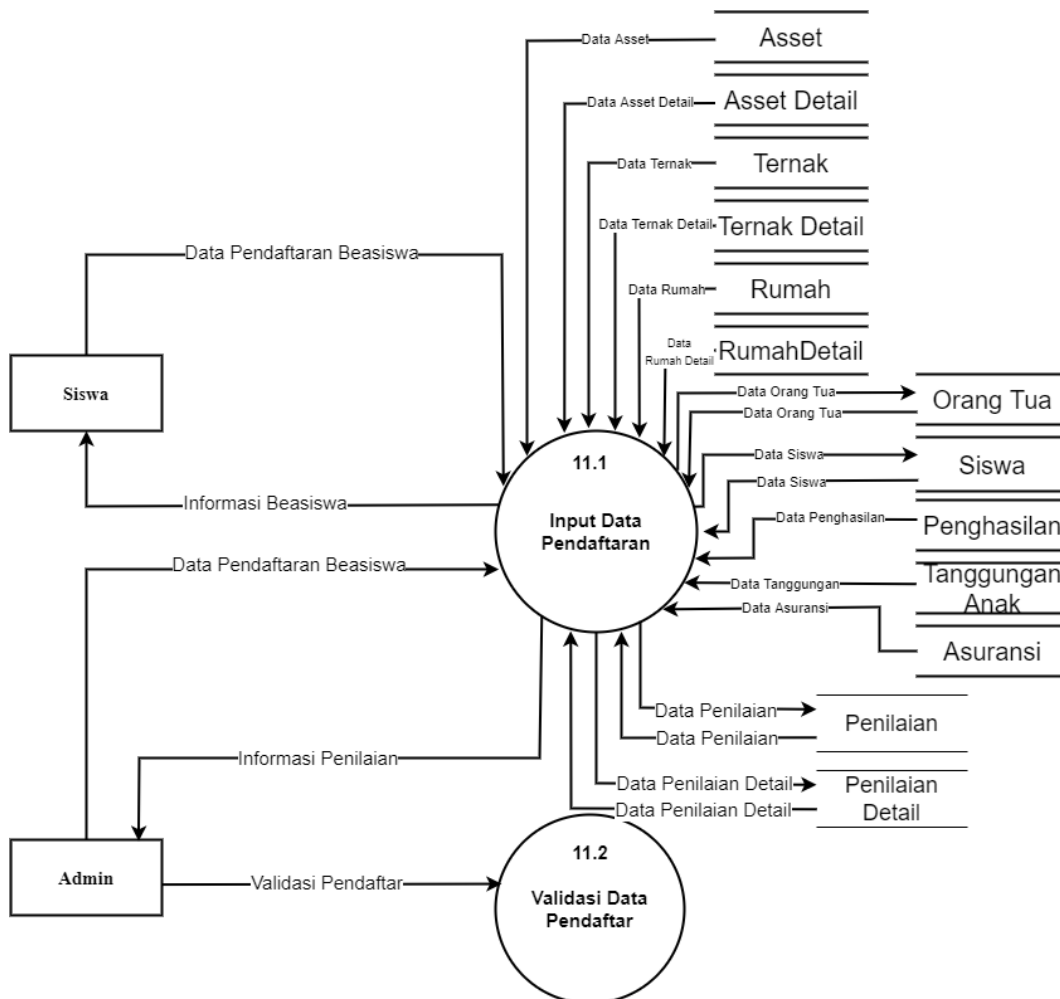 Data Asset
Asset
Data Asset Detail
Asset Detail
Data Ternak
Ternak
Data Ternak Detail
Ternak Detail
Data Pendaftaran Beasiswa
Data Rumah
Rumah
Data
Rumah Detail
RumahDetail
Siswa
Data Orang Tua
Data Orang Tua
Orang Tua
11.1
Input Data
Pendaftaran
Data Siswa
Data Siswa
Siswa
Informasi Beasiswa
Data Penghasilan
Penghasilan
Data Pendaftaran Beasiswa
Data Tanggungan
Tanggungan
Anak
Data Asuransi
Asuransi
Data Penilaian
Data Penilaian
Penilaian
Informasi Penilaian
Data Penilaian Detail
Data Penilaian Detail
Penilaian
Detail
Admin
Validasi Pendaftar
11.2
Validasi Data
Pendaftar